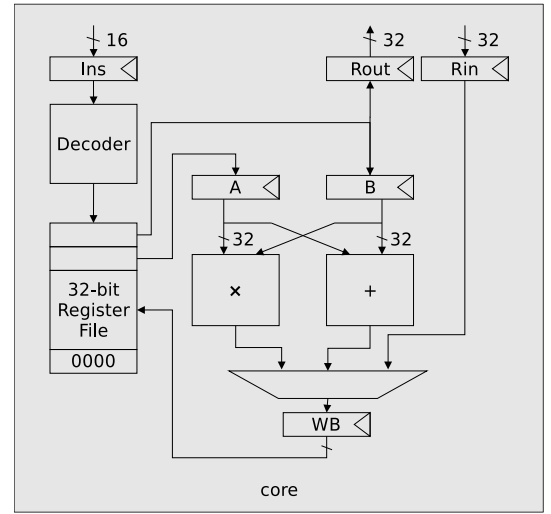 16
32
32
Ins
Rout
Rin
Decoder
A
B
32
32
32-bit
Register
File
×
+
0000
WB
core